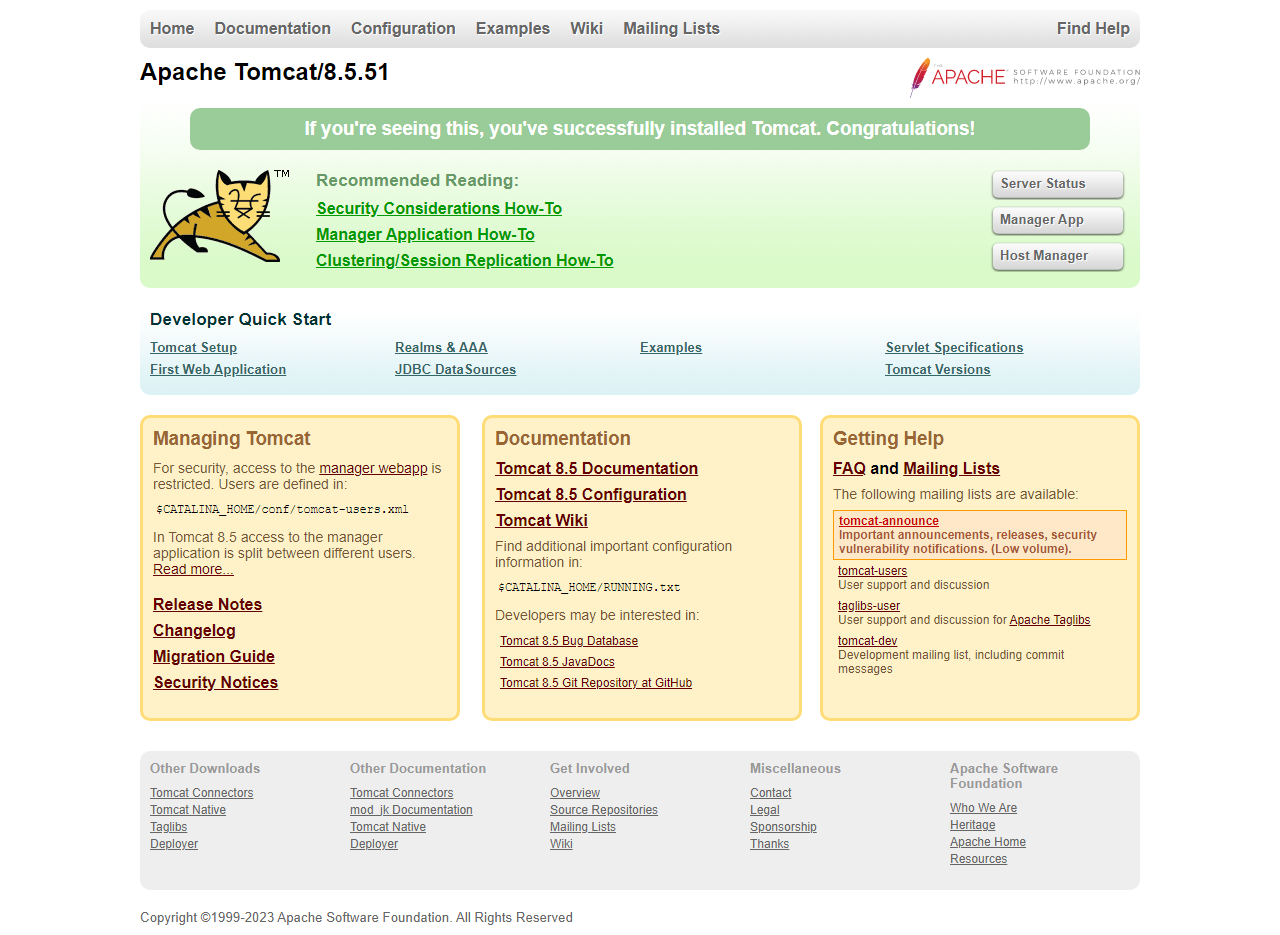 Home Documentation Configuration Examples Wiki Mailing Lists Find Help
Apache Tomcat/8.5.51
THE APACHE SOFTWARE FOUNDATION
http://www.apache.org/
If you're seeing this, you've successfully installed Tomcat. Congratulations!
TM
Recommended Reading:
Security Considerations How-To
Manager Application How-To
Clustering/Session Replication How-To
Server Status
Manager App
Host Manager
Developer Quick Start
Tomcat Setup
First Web Application
Realms & AAA
JDBC DataSources
Examples
Servlet Specifications
Tomcat Versions
Managing Tomcat
For security, access to the manager webapp is
restricted. Users are defined in:
$CATALINA_HOME/conf/tomcat-users.xml
In Tomcat 8.5 access to the manager
application is split between different users.
Read more...
Release Notes
Changelog
Migration Guide
Security Notices
Documentation
Tomcat 8.5 Documentation
Tomcat 8.5 Configuration
Tomcat Wiki
Find additional important configuration
information in:
$CATALINA_HOME/RUNNING.txt
Developers may be interested in:
Tomcat 8.5 Bug Database
Tomcat 8.5 JavaDocs
Tomcat 8.5 Git Repository at GitHub
Getting Help
FAQ and Mailing Lists
The following mailing lists are available:
tomcat-announce
Important announcements, releases, security
vulnerability notifications. (Low volume).
tomcat-users
User support and discussion
taglibs-user
User support and discussion for Apache Taglibs
tomcat-dev
Development mailing list, including commit
messages
Other Downloads
Tomcat Connectors
Tomcat Native
Taglibs
Deployer
Other Documentation
Tomcat Connectors
mod_jk Documentation
Tomcat Native
Deployer
Get Involved
Overview
Source Repositories
Mailing Lists
Wiki
Miscellaneous
Contact
Legal
Sponsorship
Thanks
Apache Software
Foundation
Who We Are
Heritage
Apache Home
Resources
Copyright ©1999-2023 Apache Software Foundation. All Rights Reserved